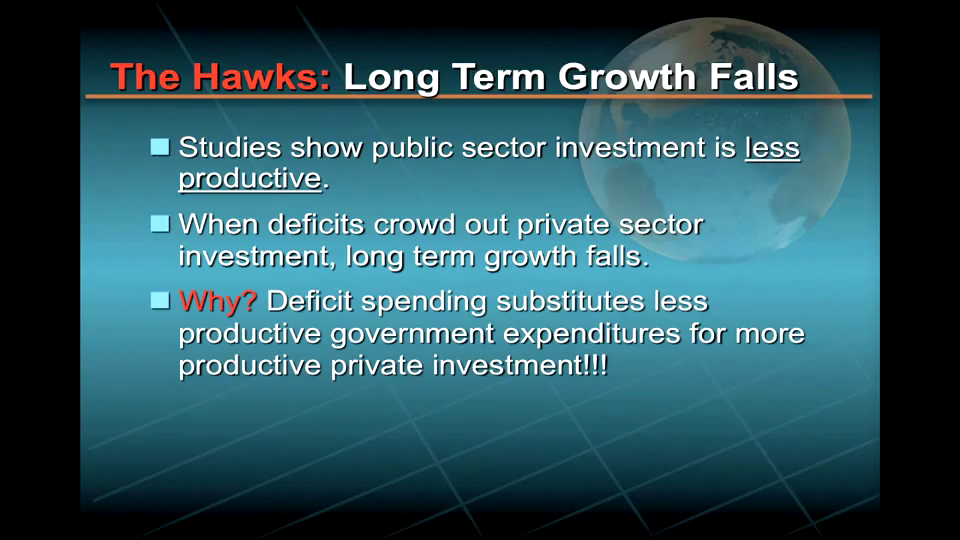 The Hawks: Long Term Growth Falls
Studies show public sector investment is less
productive.
When deficits crowd out private sector
investment, long term growth falls.
Why? Deficit spending substitutes less
productive government expenditures for more
productive private investment!!!